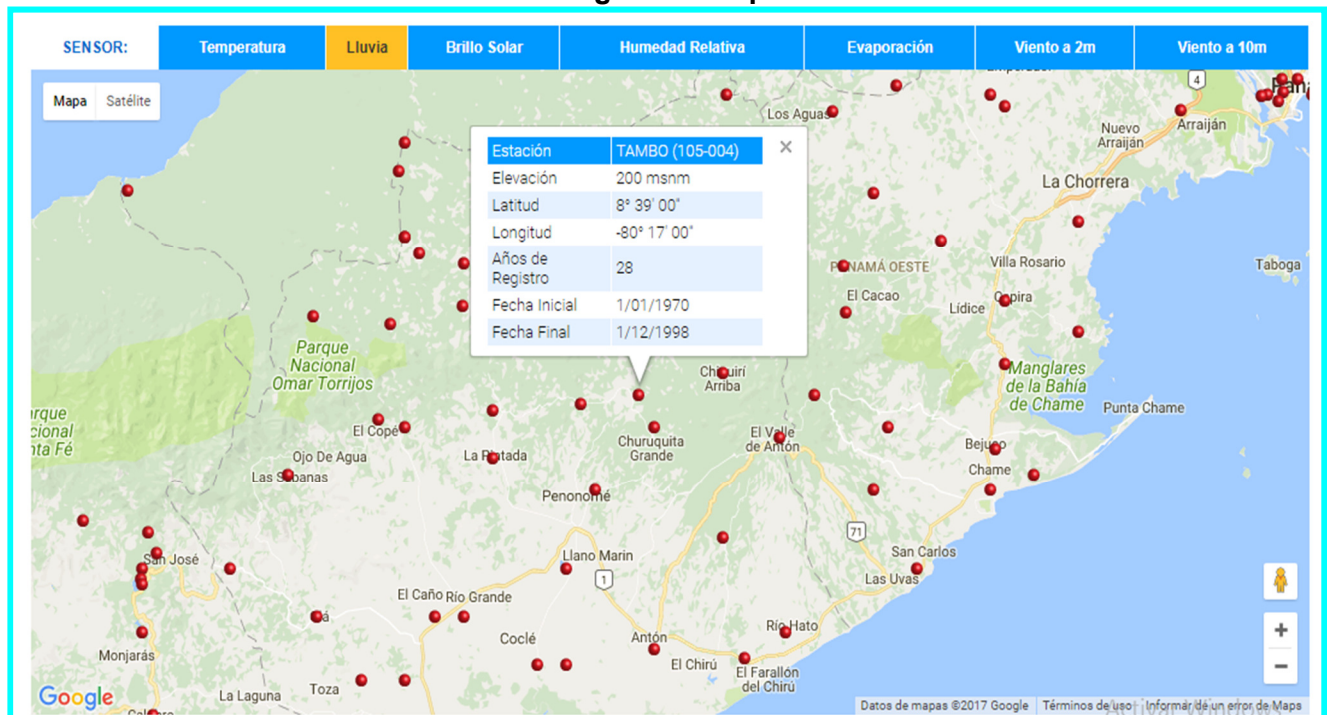 SENSOR: Temperatura Lluvia Brillo Solar Humedad Relativa Evaporación Viento a 2m Viento a 10m
Mapa Satélite
Los Aguas
4
Nuevo Arraiján
Arraiján
La Chorrera
Estación TAMBO (105-004) ×
Elevación 200 msnm
Latitud 8° 39' 00"
Longitud -80° 17' 00"
Años de Registro 28
Fecha Inicial 1/01/1970
Fecha Final 1/12/1998
PANAMÁ OESTE
Villa Rosario
Taboga
El Cacao
Lídice
Capira
Parque
Nacional
Omar Torrijos
Chiguirí
Arriba
Manglares
de la Bahía
de Chame
Punta Chame
El Copé
Ojo De Agua
Las Sabanas
La Pintada
Churuquita
Grande
El Valle
de Antón
Bejuco
Chame
Penonomé
71
San Carlos
San José
Llano Marin
1
Las Uvas
El Caño
Río Grande
Coclé
Antón
Río Hato
Monjarás
El Chirú
El Farallón
del Chirú
+
−
Google
La Laguna
Toza
Datos de mapas ©2017 Google Términos de uso Informar de un error de Maps